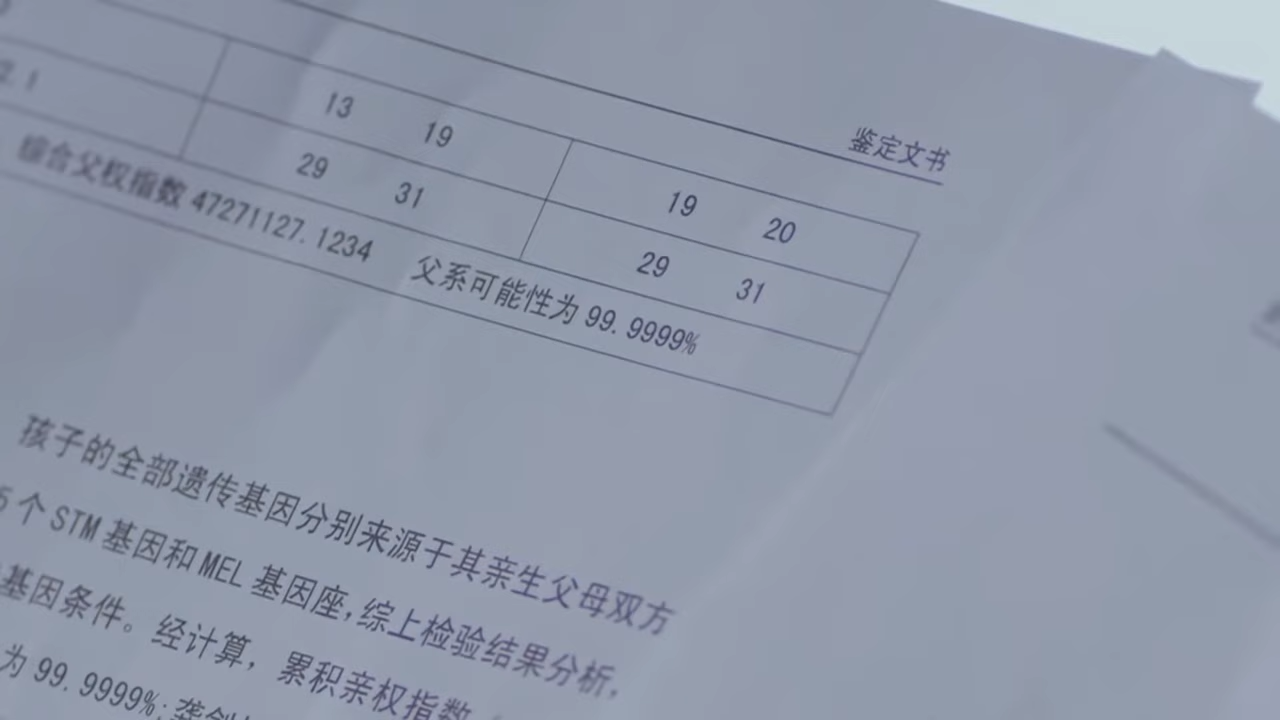 鉴定文书
13 19 19 20
2.1 29 31 29 31
综合父权指数 47271127.1234 父系可能性为 99.9999%
孩子的全部遗传基因分别来源于其亲生父母双方
5 个 STM 基因和 MEL 基因座,综上检验结果分析,
基因条件。经计算，累积亲权指数
为 99.9999%;